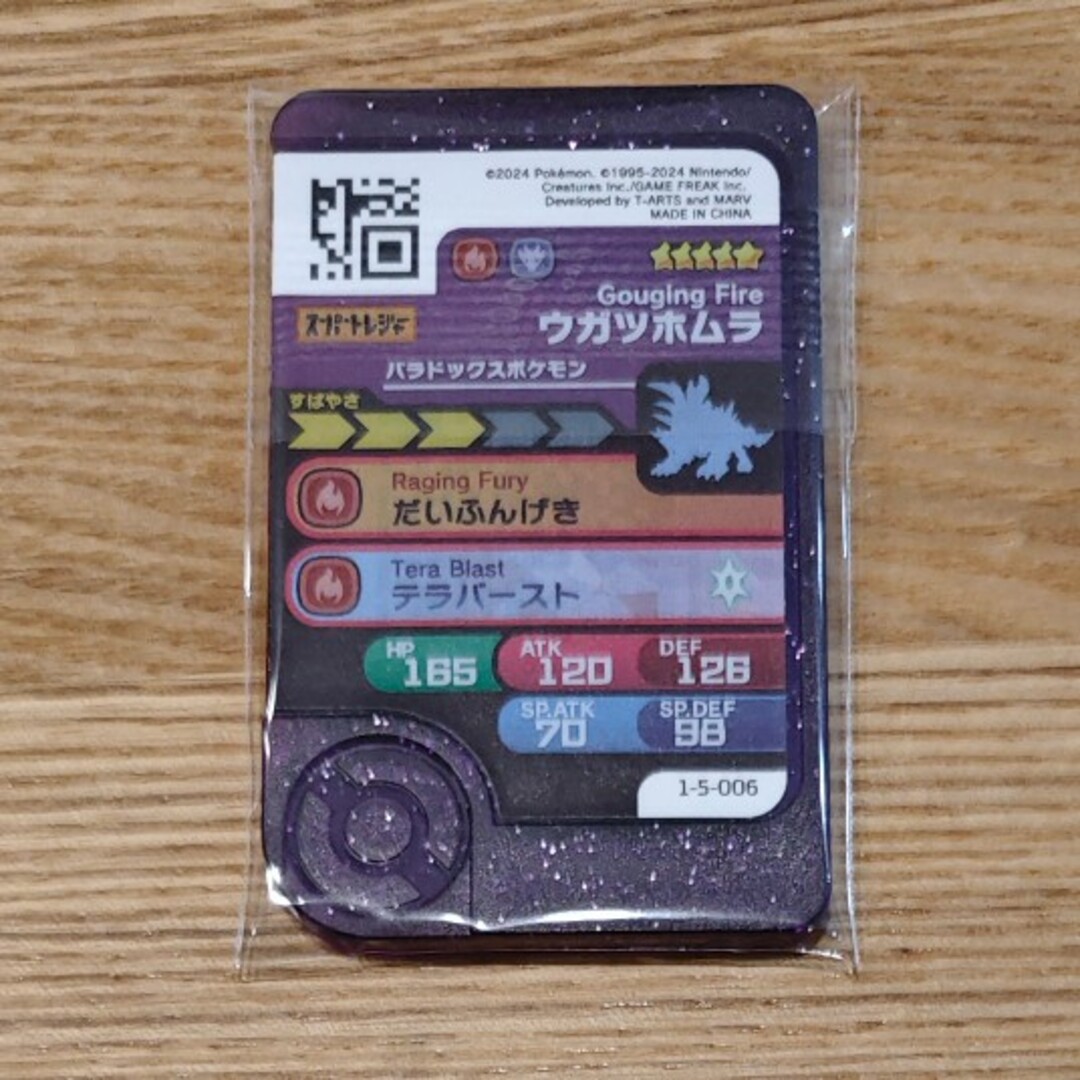 ©2024 Pokémon. ©1995-2024 Nintendo/
Creatures Inc./GAME FREAK inc.
Developed by T-ARTS and MARV
MADE IN CHINA
Gouging Fire
スーパートレジャー
ウガツホムラ
パラドックスポケモン
すばやさ
Raging Fury
だいふんげき
Tera Blast
テラバースト
HP 165 ATK 120 DEF 126
SP.ATK 70 SP.DEF 98
1-5-006